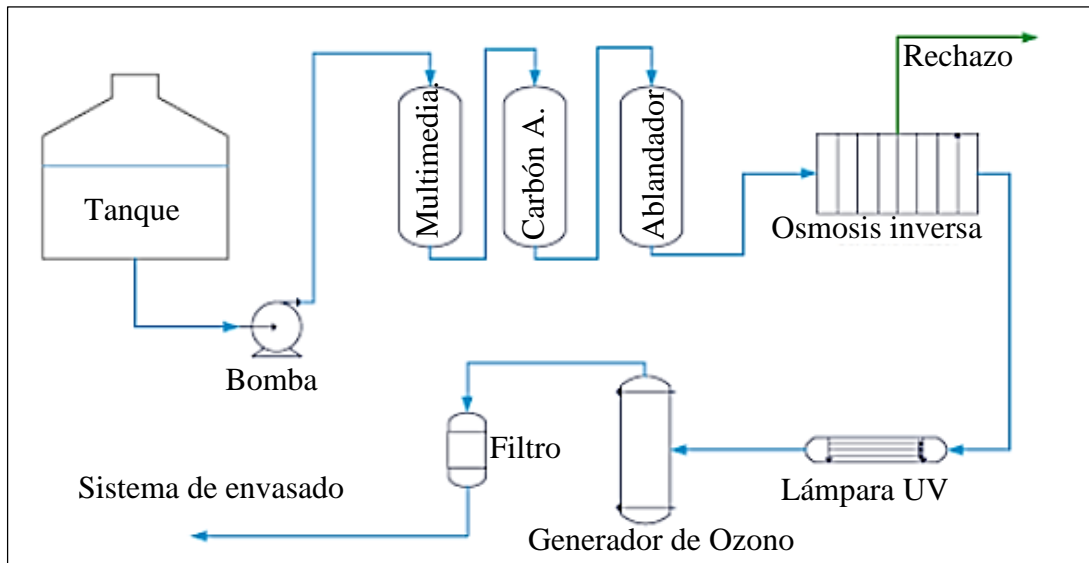 Rechazo
Multimedia.
Carbón A.
Ablandador
Tanque
Osmosis inversa
Bomba
Filtro
Sistema de envasado
Lámpara UV
Generador de Ozono